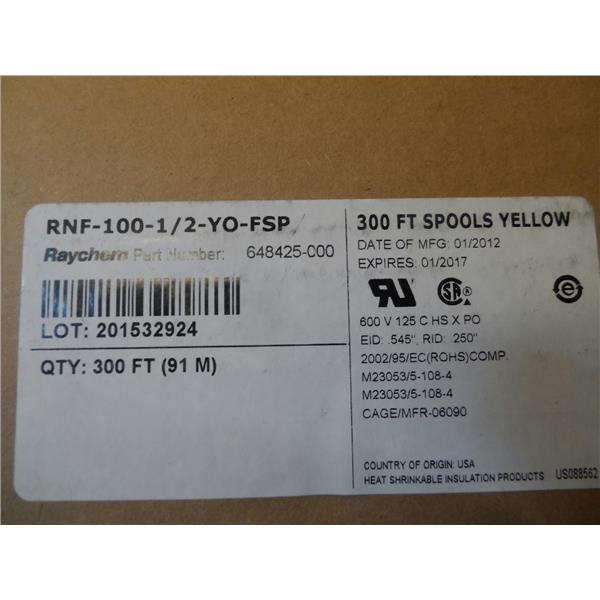 RNF-100-1/2-YO-FSP
Raychem Part Number: 648425-000
LOT: 201532924
QTY: 300 FT (91 M)
300 FT SPOOLS YELLOW
DATE OF MFG: 01/2012
EXPIRES: 01/2017
600 V 125 C HS X PO
EID: .545", RID: .250"
2002/95/EC(ROHS)COMP.
M23053/5-108-4
M23053/5-108-4
CAGE/MFR-06090
COUNTRY OF ORIGIN: USA
HEAT SHRINKABLE INSULATION PRODUCTS US088562